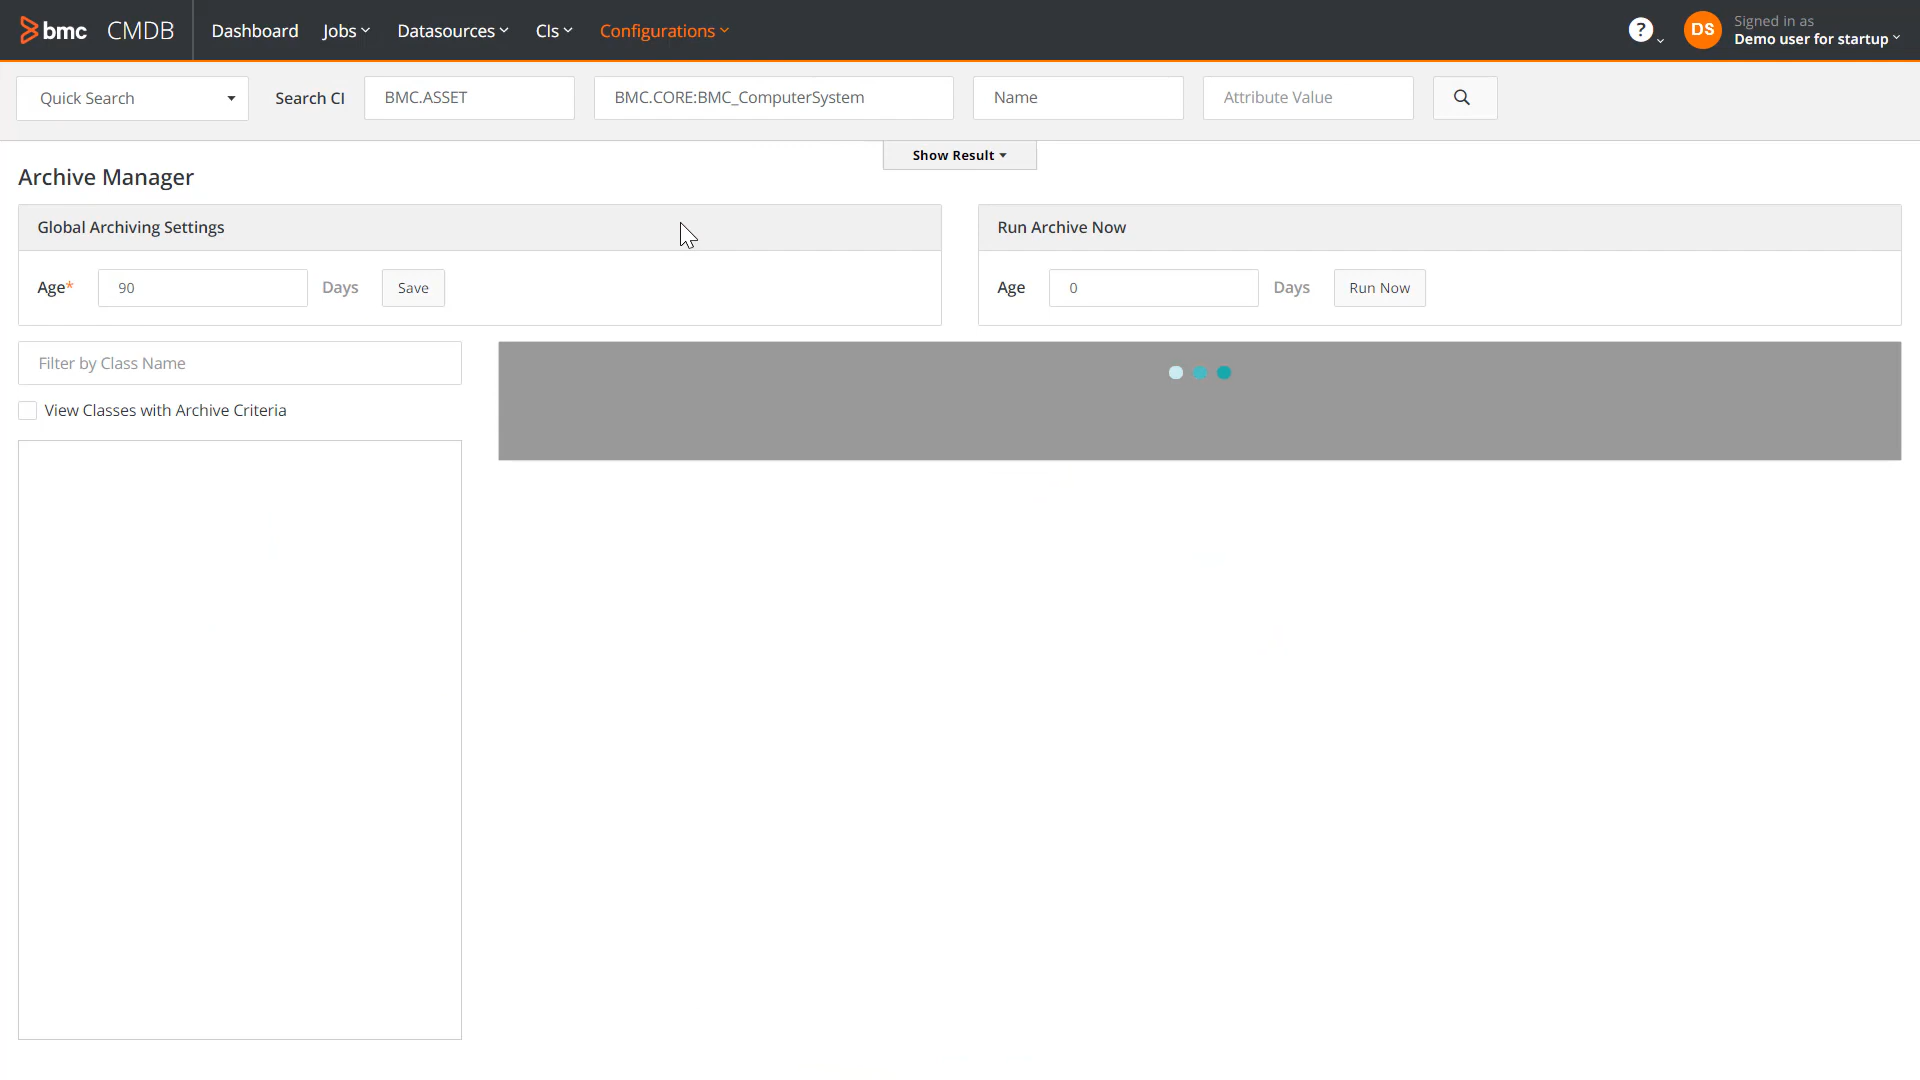 bmc CMDB Dashboard Jobs Datasources CIs Configurations ? DS Signed in as
Demo user for startup
Quick Search Search CI BMC.ASSET BMC.CORE:BMC_ComputerSystem Name Attribute Value
Show Result
Archive Manager
Global Archiving Settings
Age* 90 Days Save
Run Archive Now
Age 0 Days Run Now
Filter by Class Name
View Classes with Archive Criteria